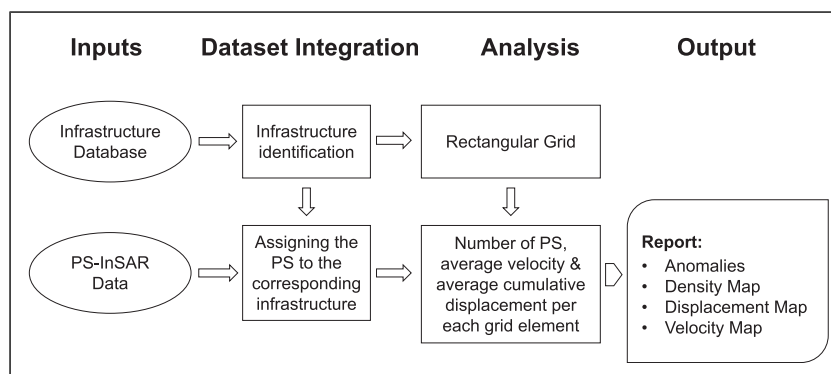 Inputs
Dataset Integration
Analysis
Output
Infrastructure
Database
Infrastructure
identification
Rectangular Grid
PS-InSAR
Data
Assigning the
PS to the
corresponding
infrastructure
Number of PS,
average velocity &
average cumulative
displacement per
each grid element
Report:
• Anomalies
• Density Map
• Displacement Map
• Velocity Map